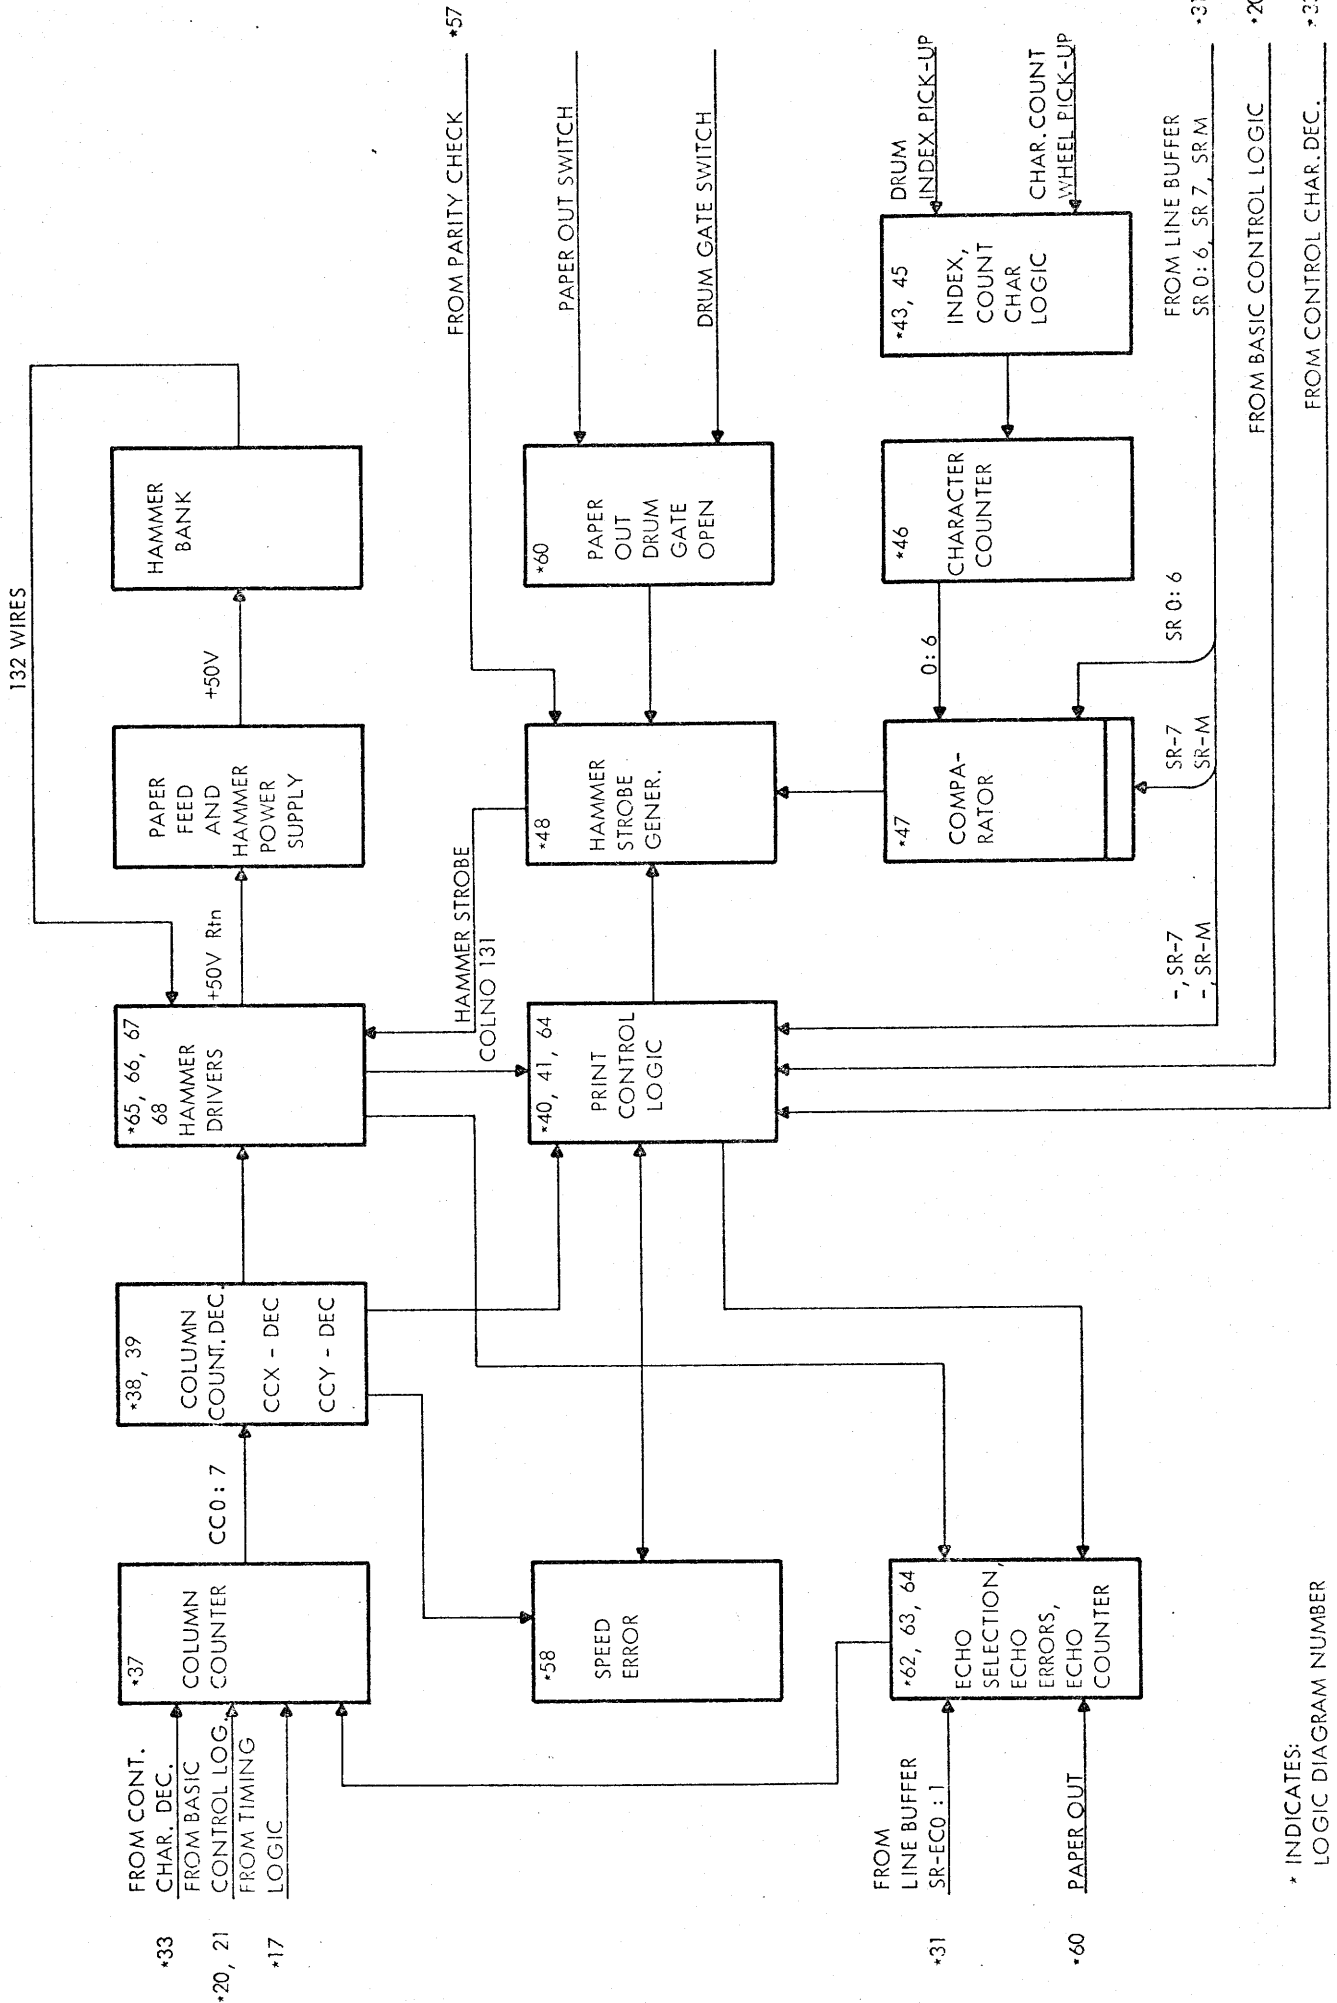 FROM CONT.
CHAR. DEC.
*33
FROM BASIC
CONTROL LOG.
*20, 21
FROM TIMING
LOGIC
*17
*37
COLUMN
COUNTER
CC0 : 7
*38, 39
COLUMN
COUNT. DEC.
CCX - DEC
CCY - DEC
*65, 66, 67
68
HAMMER
DRIVERS
+50V Rtn
PAPER
FEED
AND
HAMMER
POWER
SUPPLY
+50V
HAMMER
BANK
132 WIRES
*58
SPEED
ERROR
HAMMER STROBE
COLNO 131
*40, 41, 64
PRINT
CONTROL
LOGIC
*48
HAMMER
STROBE
GENER.
*60
PAPER
OUT
DRUM
GATE
OPEN
FROM PARITY CHECK
*57
PAPER OUT SWITCH
DRUM GATE SWITCH
FROM
LINE BUFFER
SR-EC0 : 1
*31
PAPER OUT
*60
*62, 63, 64
ECHO
SELECTION,
ECHO
ERRORS,
ECHO
COUNTER
*47
COMPA-
RATOR
0: 6
*46
CHARACTER
COUNTER
*43, 45
INDEX,
COUNT
CHAR
LOGIC
DRUM
INDEX PICK-UP
CHAR. COUNT
WHEEL PICK-UP
-, SR-7
-, SR-M
SR-7
SR-M
SR 0: 6
FROM LINE BUFFER
SR 0: 6, SR 7, SR M
*31
FROM BASIC CONTROL LOGIC
*20
FROM CONTROL CHAR. DEC.
*33
* INDICATES:
LOGIC DIAGRAM NUMBER